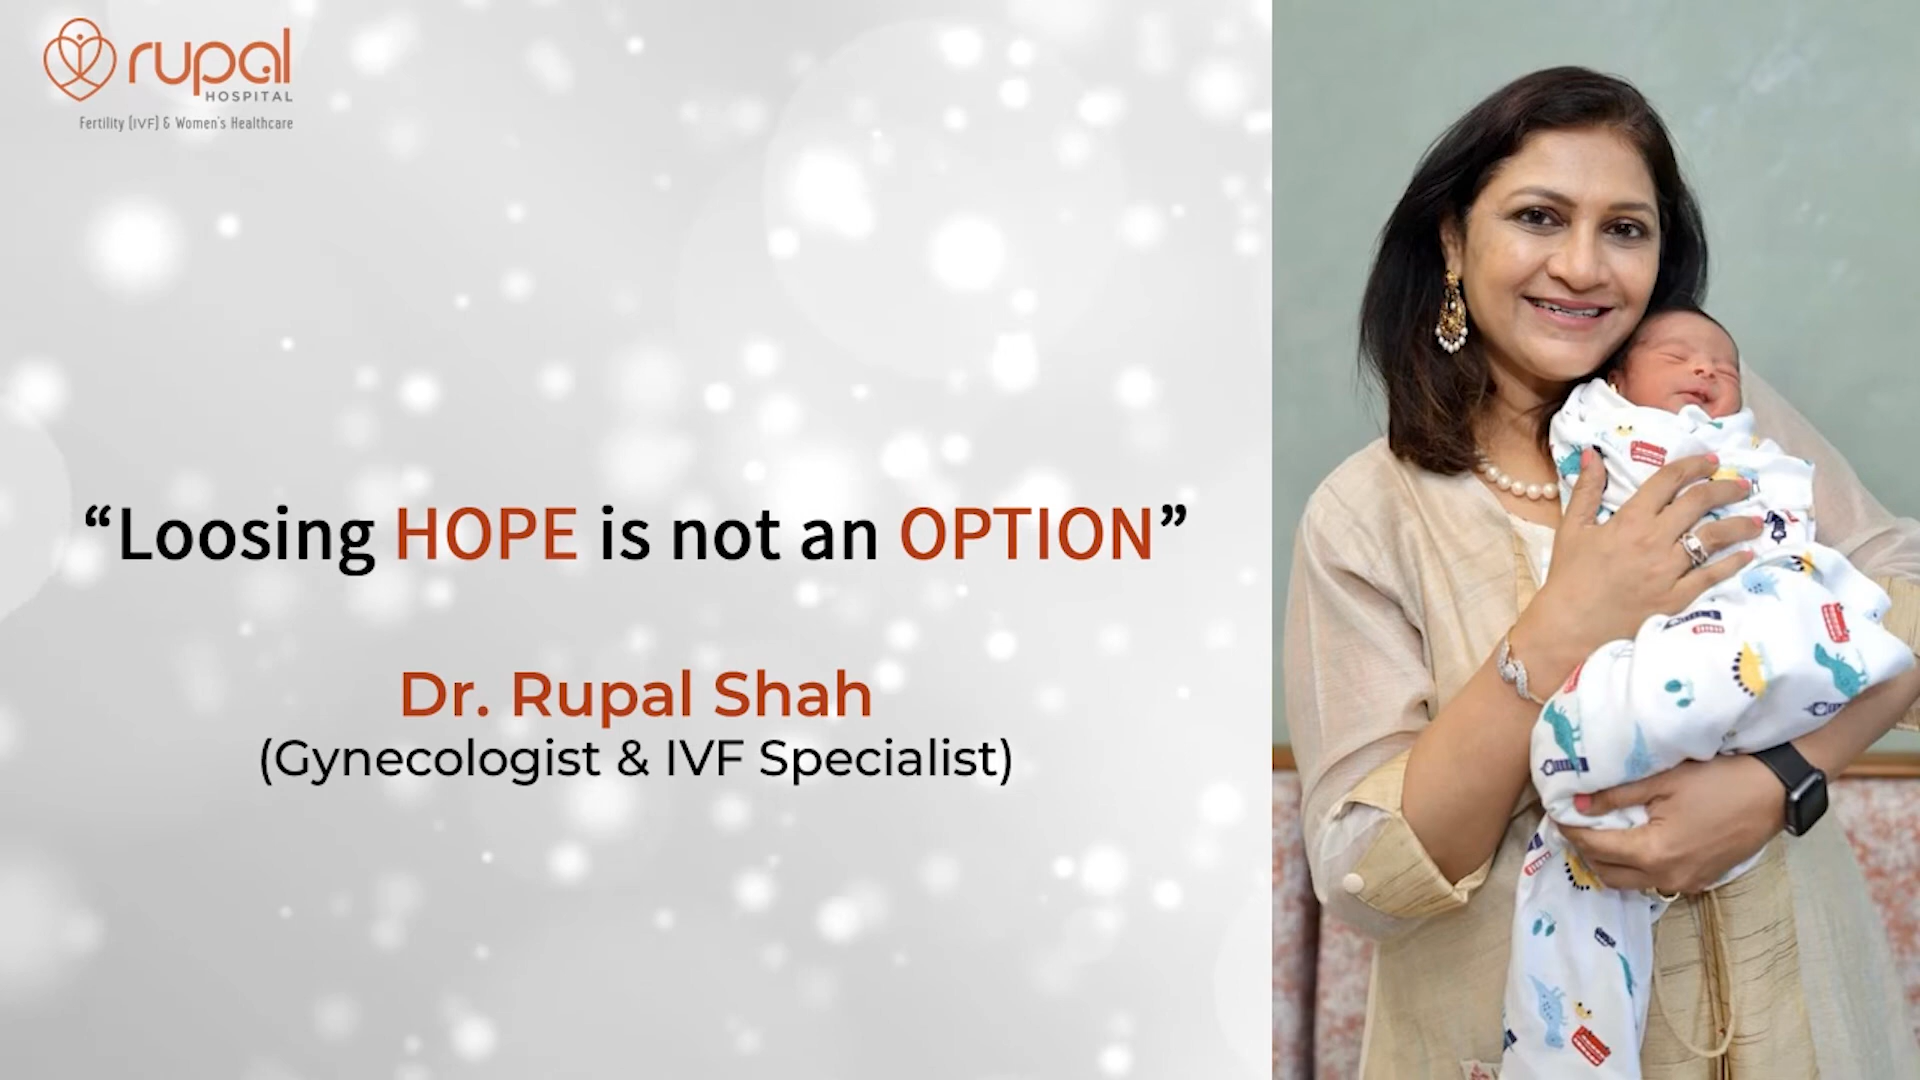 rupal
HOSPITAL
Fertility (IVF) & Women's Healthcare
“Loosing HOPE is not an OPTION”
Dr. Rupal Shah
(Gynecologist & IVF Specialist)